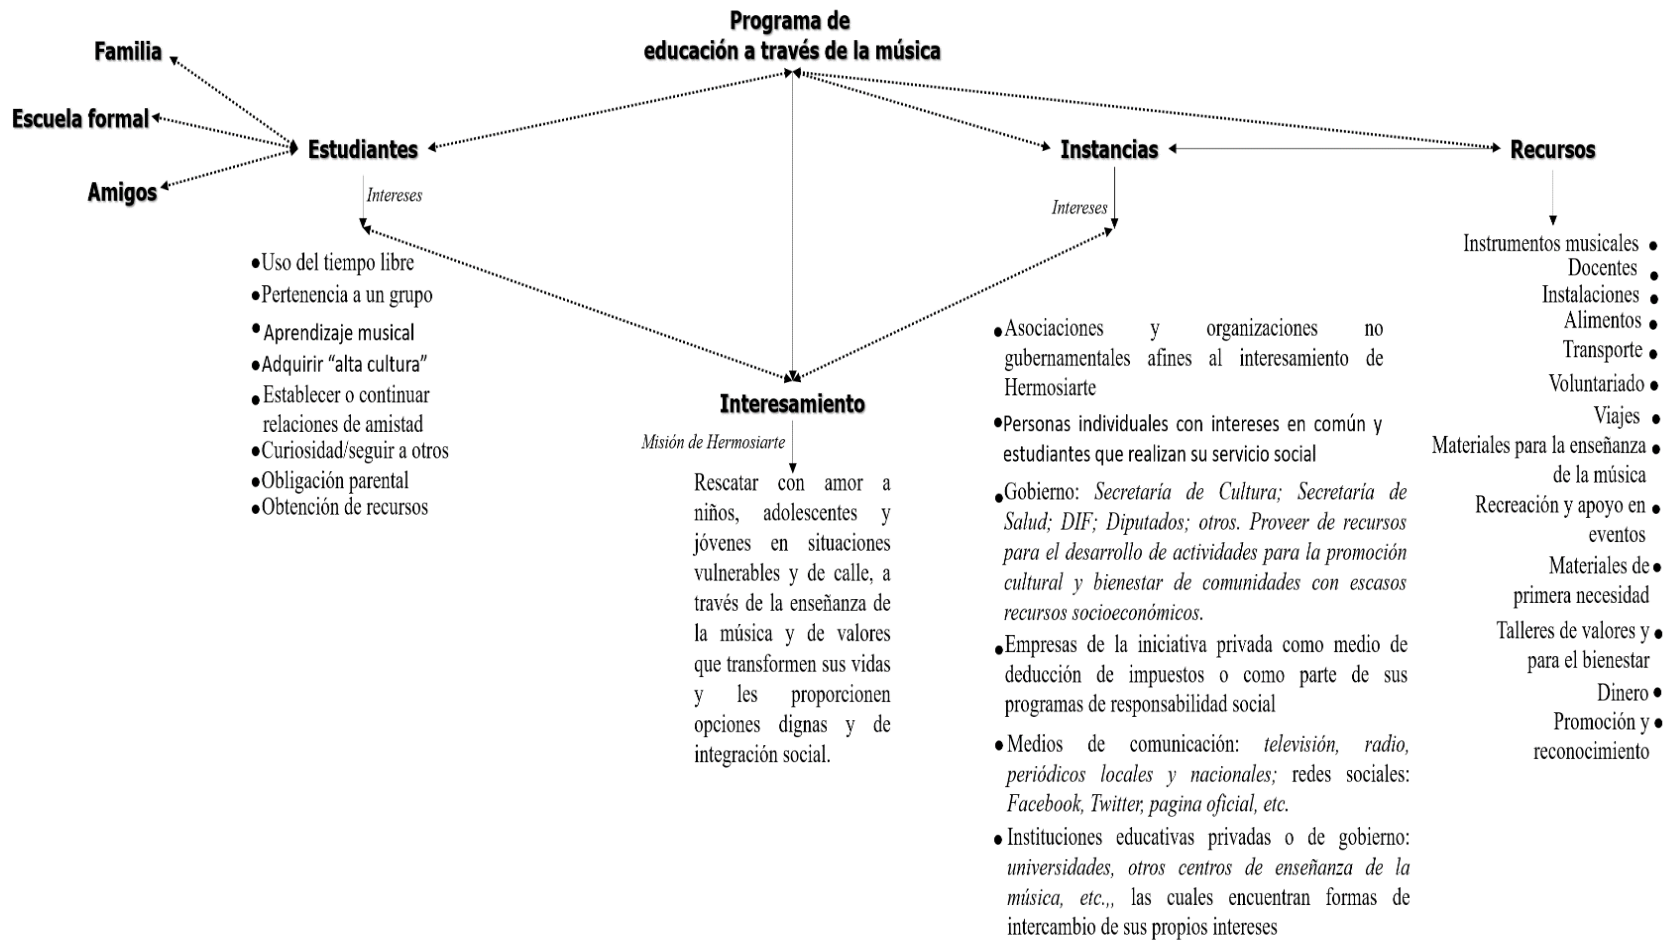 Programa de
educación a través de la música
Familia
Escuela formal
Amigos
Estudiantes
Instancias
Recursos
Intereses
Uso del tiempo libre
Pertenencia a un grupo
Aprendizaje musical
Adquirir “alta cultura”
Establecer o continuar
relaciones de amistad
Curiosidad/seguir a otros
Obligación parental
Obtención de recursos
Interesamiento
Misión de Hermosiarte
Rescatar con amor a
niños, adolescentes y
jóvenes en situaciones
vulnerables y de calle, a
través de la enseñanza de
la música y de valores
que transformen sus vidas
y les proporcionen
opciones dignas y de
integración social.
Intereses
Asociaciones y organizaciones no
gubernamentales afines al interesamiento de
Hermosiarte
Personas individuales con intereses en común y
estudiantes que realizan su servicio social
Gobierno: Secretaría de Cultura; Secretaría de
Salud; DIF; Diputados; otros. Proveer de recursos
para el desarrollo de actividades para la promoción
cultural y bienestar de comunidades con escasos
recursos socioeconómicos.
Empresas de la iniciativa privada como medio de
deducción de impuestos o como parte de sus
programas de responsabilidad social
Medios de comunicación: televisión, radio,
periódicos locales y nacionales; redes sociales:
Facebook, Twitter, pagina oficial, etc.
Instituciones educativas privadas o de gobierno:
universidades, otros centros de enseñanza de la
música, etc.,, las cuales encuentran formas de
intercambio de sus propios intereses
Instrumentos musicales
Docentes
Instalaciones
Alimentos
Transporte
Voluntariado
Viajes
Materiales para la enseñanza
de la música
Recreación y apoyo en
eventos
Materiales de
primera necesidad
Talleres de valores y
para el bienestar
Dinero
Promoción y
reconocimiento